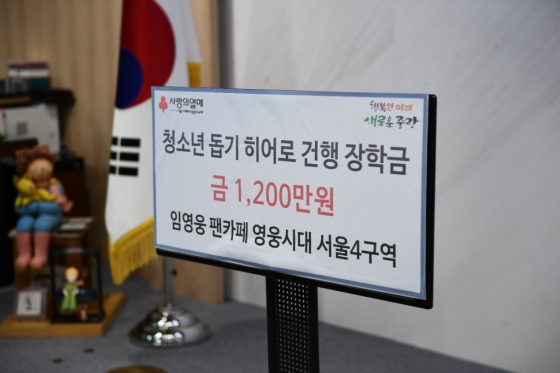 사랑의열매
행복한 미래
새로운 중랑
청소년 돕기 히어로 건행 장학금
금 1,200만원
임영웅 팬카페 영웅시대 서울4구역